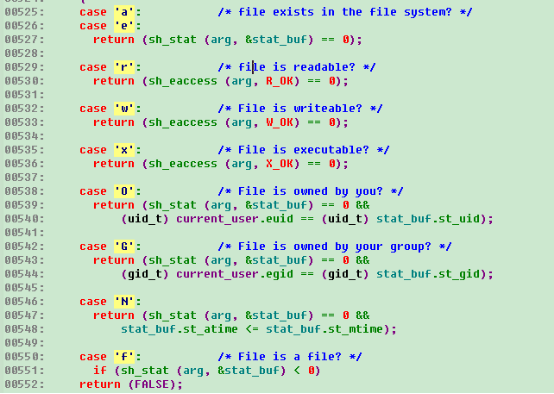 00525:     case 'a':           /* file exists in the file system? */
00526:     case 'e':
00527:       return (sh_stat (arg, &stat_buf) == 0);
00528:
00529:     case 'r':           /* file is readable? */
00530:       return (sh_eaccess (arg, R_OK) == 0);
00531:
00532:     case 'w':           /* File is writeable? */
00533:       return (sh_eaccess (arg, W_OK) == 0);
00534:
00535:     case 'x':           /* File is executable? */
00536:       return (sh_eaccess (arg, X_OK) == 0);
00537:
00538:     case 'O':           /* File is owned by you? */
00539:       return (sh_stat (arg, &stat_buf) == 0 &&
00540:           (uid_t) current_user.euid == (uid_t) stat_buf.st_uid);
00541:
00542:     case 'G':           /* File is owned by your group? */
00543:       return (sh_stat (arg, &stat_buf) == 0 &&
00544:           (gid_t) current_user.egid == (gid_t) stat_buf.st_gid);
00545:
00546:     case 'N':
00547:       return (sh_stat (arg, &stat_buf) == 0 &&
00548:           stat_buf.st_atime <= stat_buf.st_mtime);
00549:
00550:     case 'f':           /* File is a file? */
00551:       if (sh_stat (arg, &stat_buf) < 0)
00552:     return (FALSE);